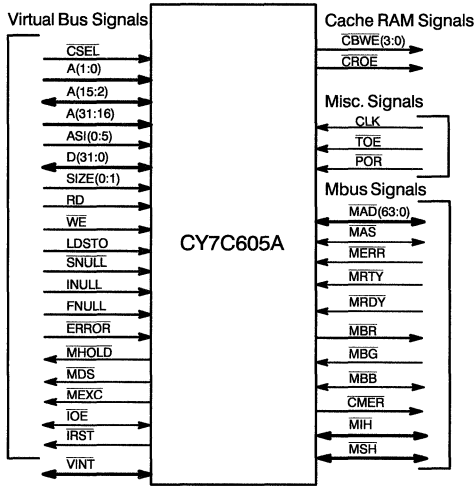 Virtual Bus Signals
CSEL
A(1:0)
A(15:2)
A(31:16)
ASI(0:5)
D(31:0)
SIZE(0:1)
RD
WE
LDSTO
SNULL
INULL
FNULL
ERROR
MHOLD
MDS
MEXC
IOE
IRST
VINT
CY7C605A
Cache RAM Signals
CBWE(3:0)
CROE
Misc. Signals
CLK
TOE
POR
Mbus Signals
MAD(63:0)
MAS
MERR
MRTY
MRDY
MBR
MBG
MBB
CMER
MIH
MSH